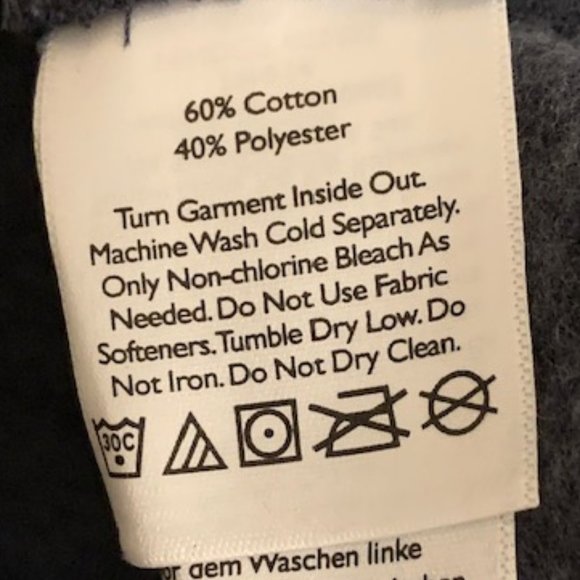 60% Cotton
40% Polyester
Turn Garment Inside Out.
Machine Wash Cold Separately.
Only Non-chlorine Bleach As
Needed. Do Not Use Fabric
Softeners. Tumble Dry Low. Do
Not Iron. Do Not Dry Clean.
30C
dem Waschen linke